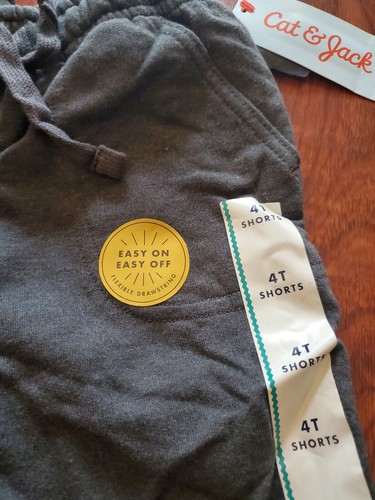 Cat & Jack
EASY ON
EASY OFF
FLEXIBLE DRAWSTRING
4T
SHORTS
4T
SHORTS
4T
SHORTS
4T
SHORTS